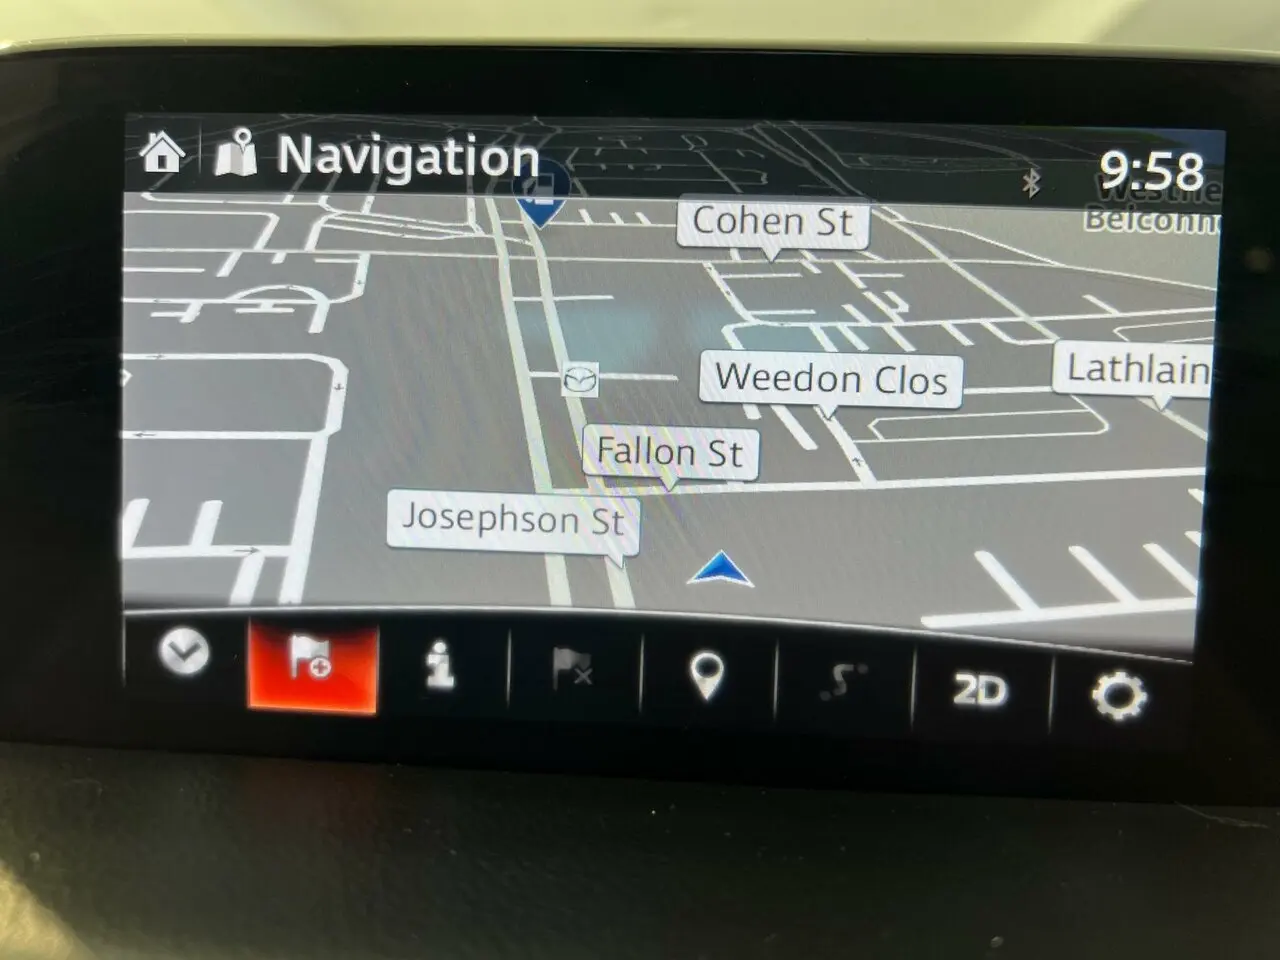 Navigation
9:58
Cohen St
Weedon Clos
Lathlain
Fallon St
Josephson St
2D